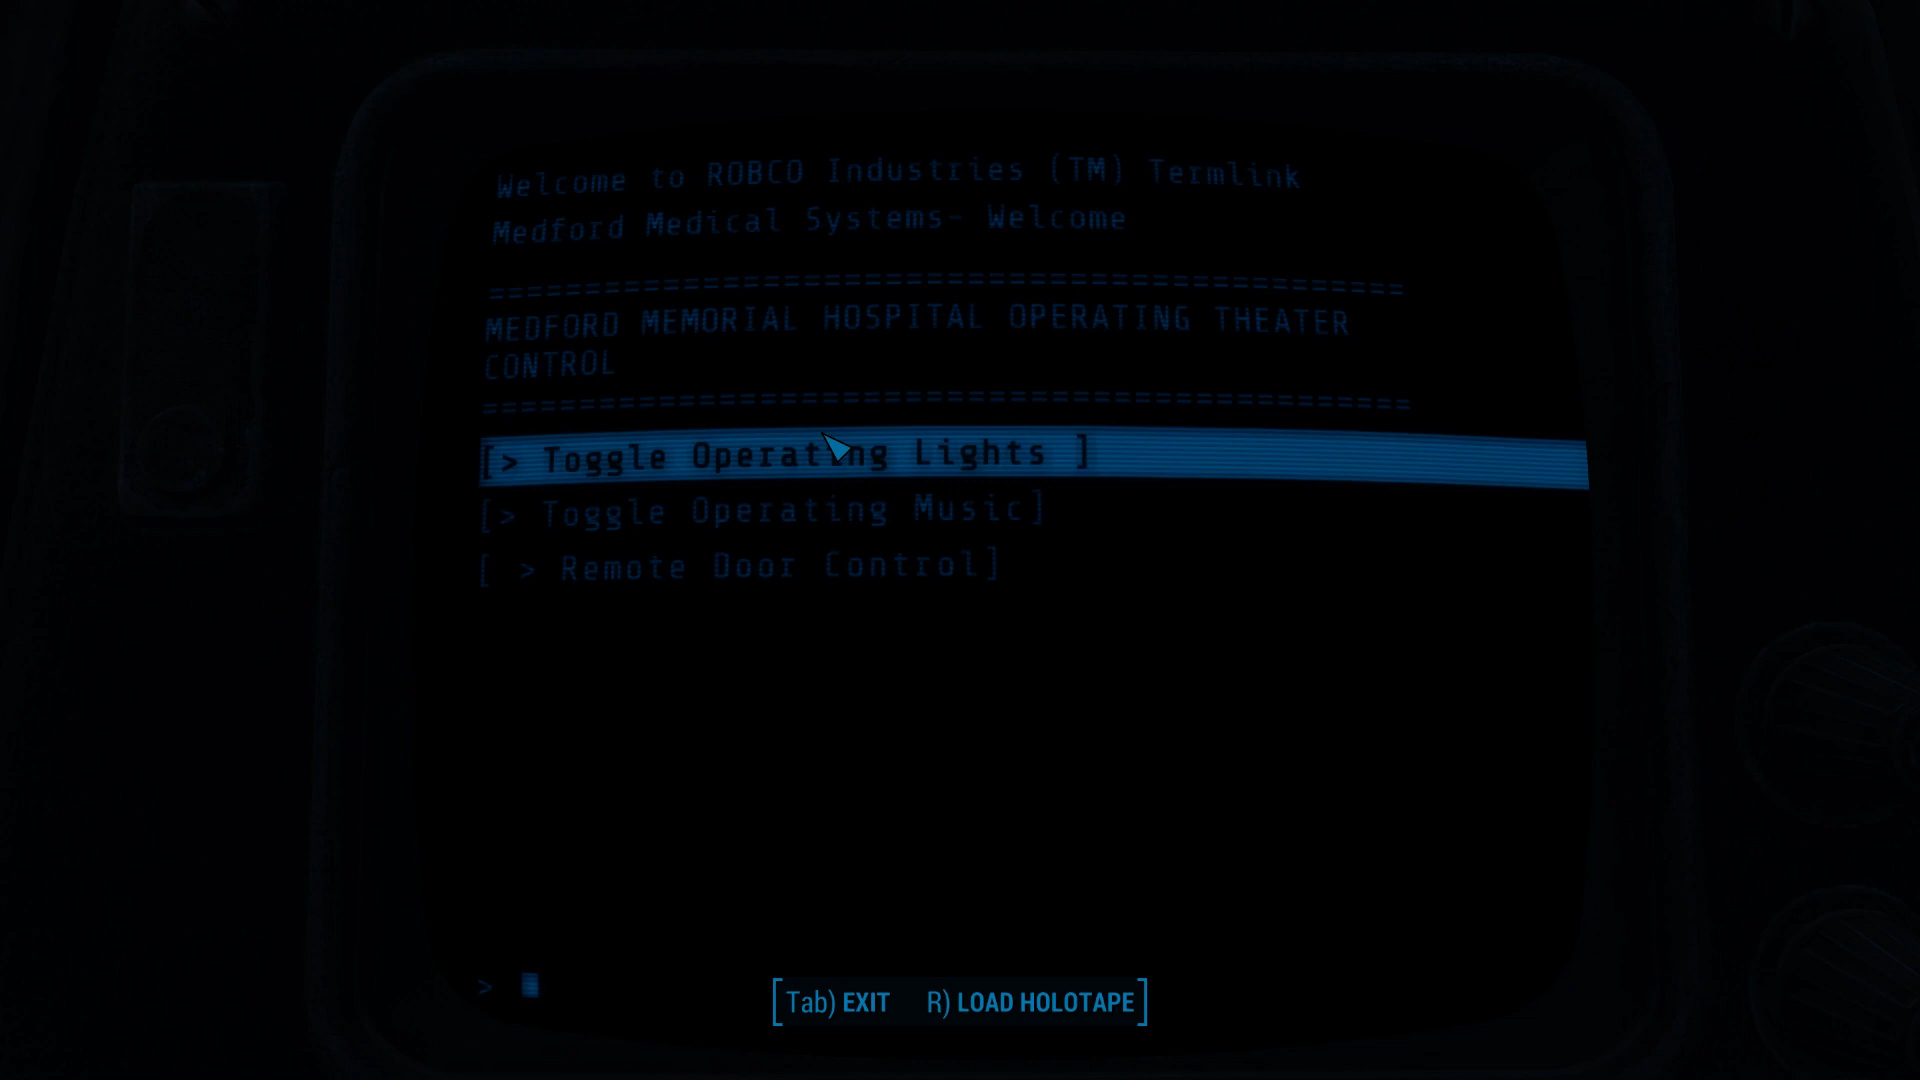 Welcome to ROBCO Industries (TM) Termlink
Medford Medical Systems- Welcome
================================================
MEDFORD MEMORIAL HOSPITAL OPERATING THEATER
CONTROL
================================================
[> Toggle Operating Lights ]
[> Toggle Operating Music]
[ > Remote Door Control]
>
[Tab) EXIT R) LOAD HOLOTAPE]